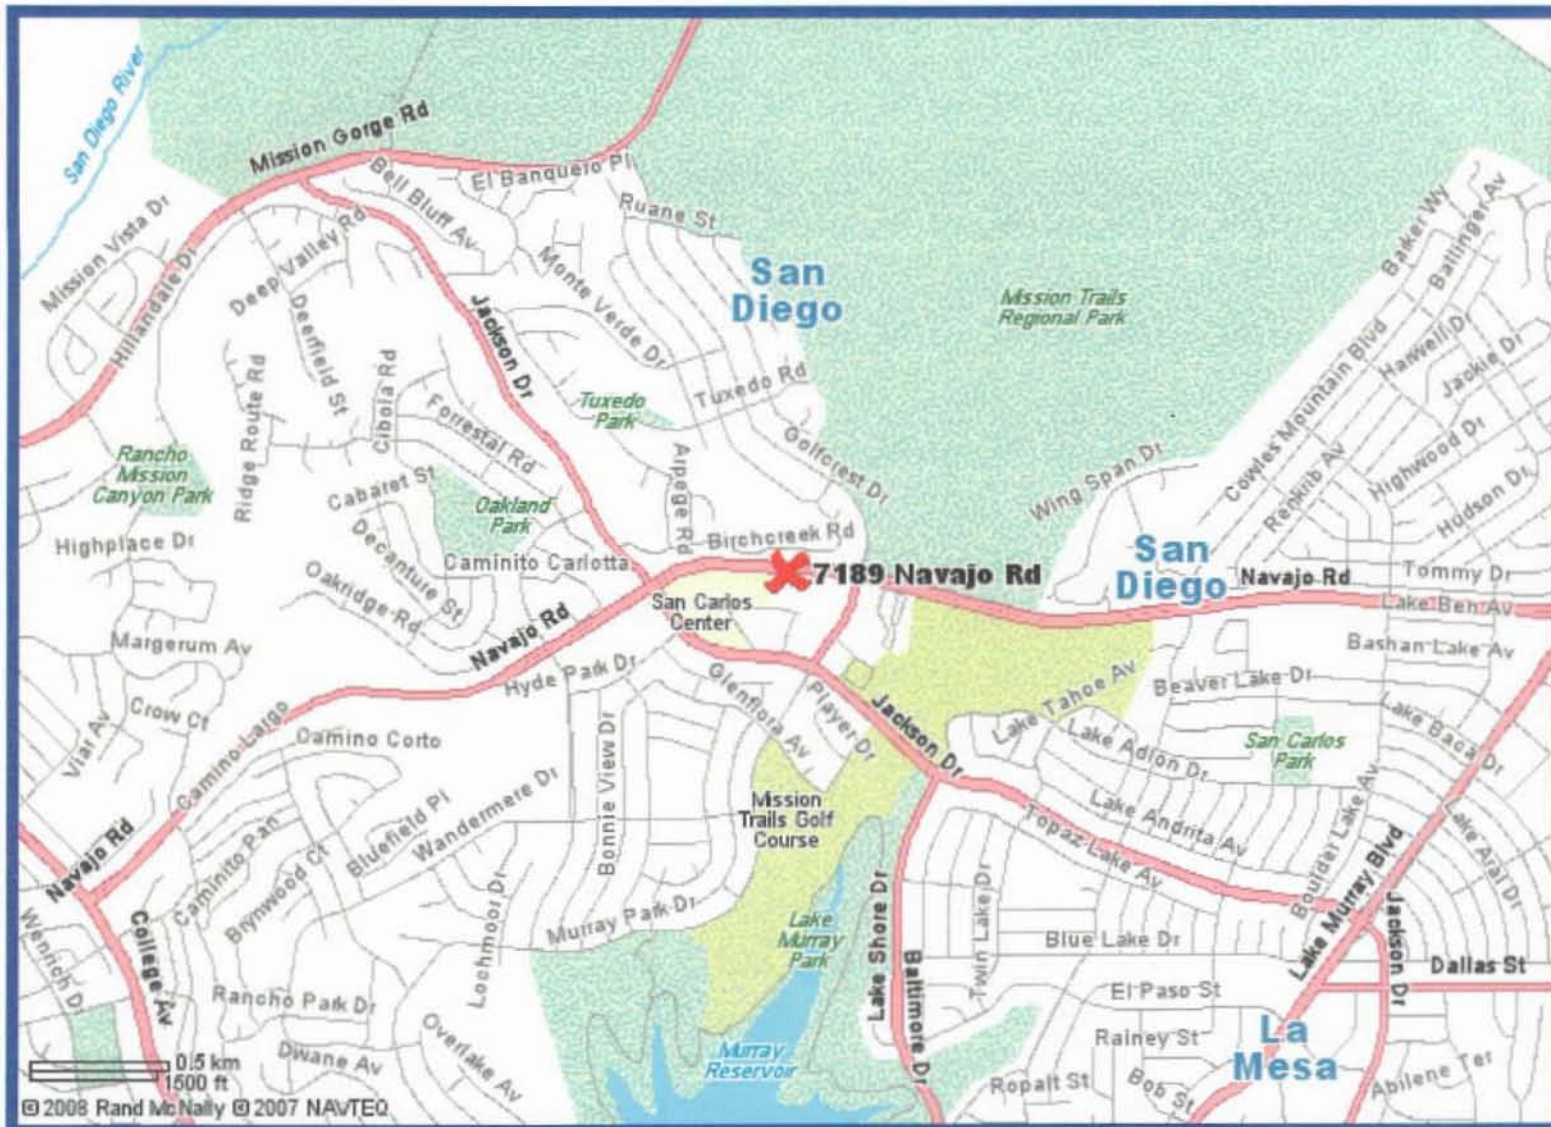 San Diego River
Mission Gorge Rd
Bell Bluff Av
El Banquero Pl
Ruane St
Mission Vista Dr
Hillandale Dr
Deep Valley Rd
Deerfield St
Jackson Dr
Monte Verde Dr
San
Diego
Mission Trails
Regional Park
Baker Wy
Ballinger Av
Cowles Mountain Blvd
Hanwell Dr
Jackie Dr
Highwood Dr
Hudson Dr
Renkrib Av
Wing Span Dr
Ridge Route Rd
Cibola Rd
Forrestal Rd
Tuxedo
Park
Tuxedo Rd
Arpege Rd
Golfcrest Dr
Rancho
Mission
Canyon Park
Cabaret St
Oakland
Park
Decanture St
Highplace Dr
Oakridge Rd
Caminito Carlotta
Birchcreek Rd
7189 Navajo Rd
San
Diego
Navajo Rd
Tommy Dr
Lake Ben Av
Bashan Lake Av
San Carlos
Center
Navajo Rd
Margerum Av
Hyde Park Dr
Crow Ct
Vial Av
Camino Largo
Camino Corto
Glenflora Av
Player Dr
Jackson Dr
Lake Tahoe Av
Beaver Lake Dr
Lake Adlon Dr
San Carlos
Park
Lake Baca Dr
Bonnie View Dr
Mission
Trails Golf
Course
Lake Andrita Av
Topaz Lake Av
Boulder Lake Av
Lake Murray Blvd
Lake Aral Dr
Bluefield Pl
Wandermere Dr
Navajo Rd
Caminito Pan
Brynwood Ct
Wenrich Dr
College Av
Lochmoor Dr
Murray Park Dr
Lake
Murray
Park
Lake Shore Dr
Baltimore Dr
Twin Lake Dr
Blue Lake Dr
Jackson Dr
Dallas St
El Paso St
Rainey St
La
Mesa
Rancho Park Dr
Dwane Av
Overlake Av
Murray
Reservoir
Ropalt St
Bob St
Abilene Ter
0.5 km
1500 ft
© 2008 Rand McNally © 2007 NAVTEQ